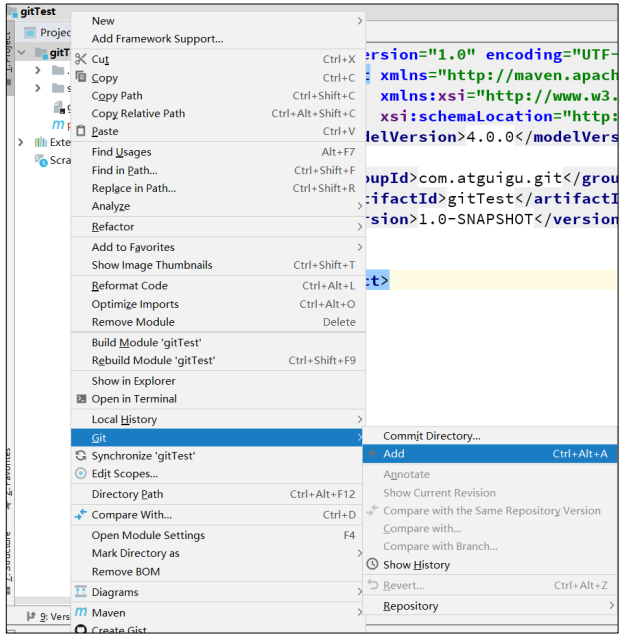 gitTest
Projec
gitT
Exte
Scra
New
Add Framework Support...
Cut Ctrl+X
Copy Ctrl+C
Copy Path Ctrl+Shift+C
Copy Relative Path Ctrl+Alt+Shift+C
Paste Ctrl+V
Find Usages Alt+F7
Find in Path... Ctrl+Shift+F
Replace in Path... Ctrl+Shift+R
Analyze
Refactor
Add to Favorites
Show Image Thumbnails Ctrl+Shift+T
Reformat Code Ctrl+Alt+L
Optimize Imports Ctrl+Alt+O
Remove Module Delete
Build Module 'gitTest'
Rebuild Module 'gitTest' Ctrl+Shift+F9
Show in Explorer
Open in Terminal
Local History
Git
Synchronize 'gitTest'
Edit Scopes...
Directory Path Ctrl+Alt+F12
Compare With... Ctrl+D
Open Module Settings F4
Mark Directory as
Remove BOM
Diagrams
Maven
Create Gist
ersion="1.0" encoding="UTF-
xmlns="http://maven.apach
xmlns:xsi="http://www.w3.
xsi:schemaLocation="http:
elVersion>4.0.0</modelVers
oupId>com.atguigu.git</grou
tifactId>gitTest</artifactI
rsion>1.0-SNAPSHOT</version
ct>
Commit Directory...
Add Ctrl+Alt+A
Annotate
Show Current Revision
Compare with the Same Repository Version
Compare with...
Compare with Branch...
Show History
Revert... Ctrl+Alt+Z
Repository
9: Vers